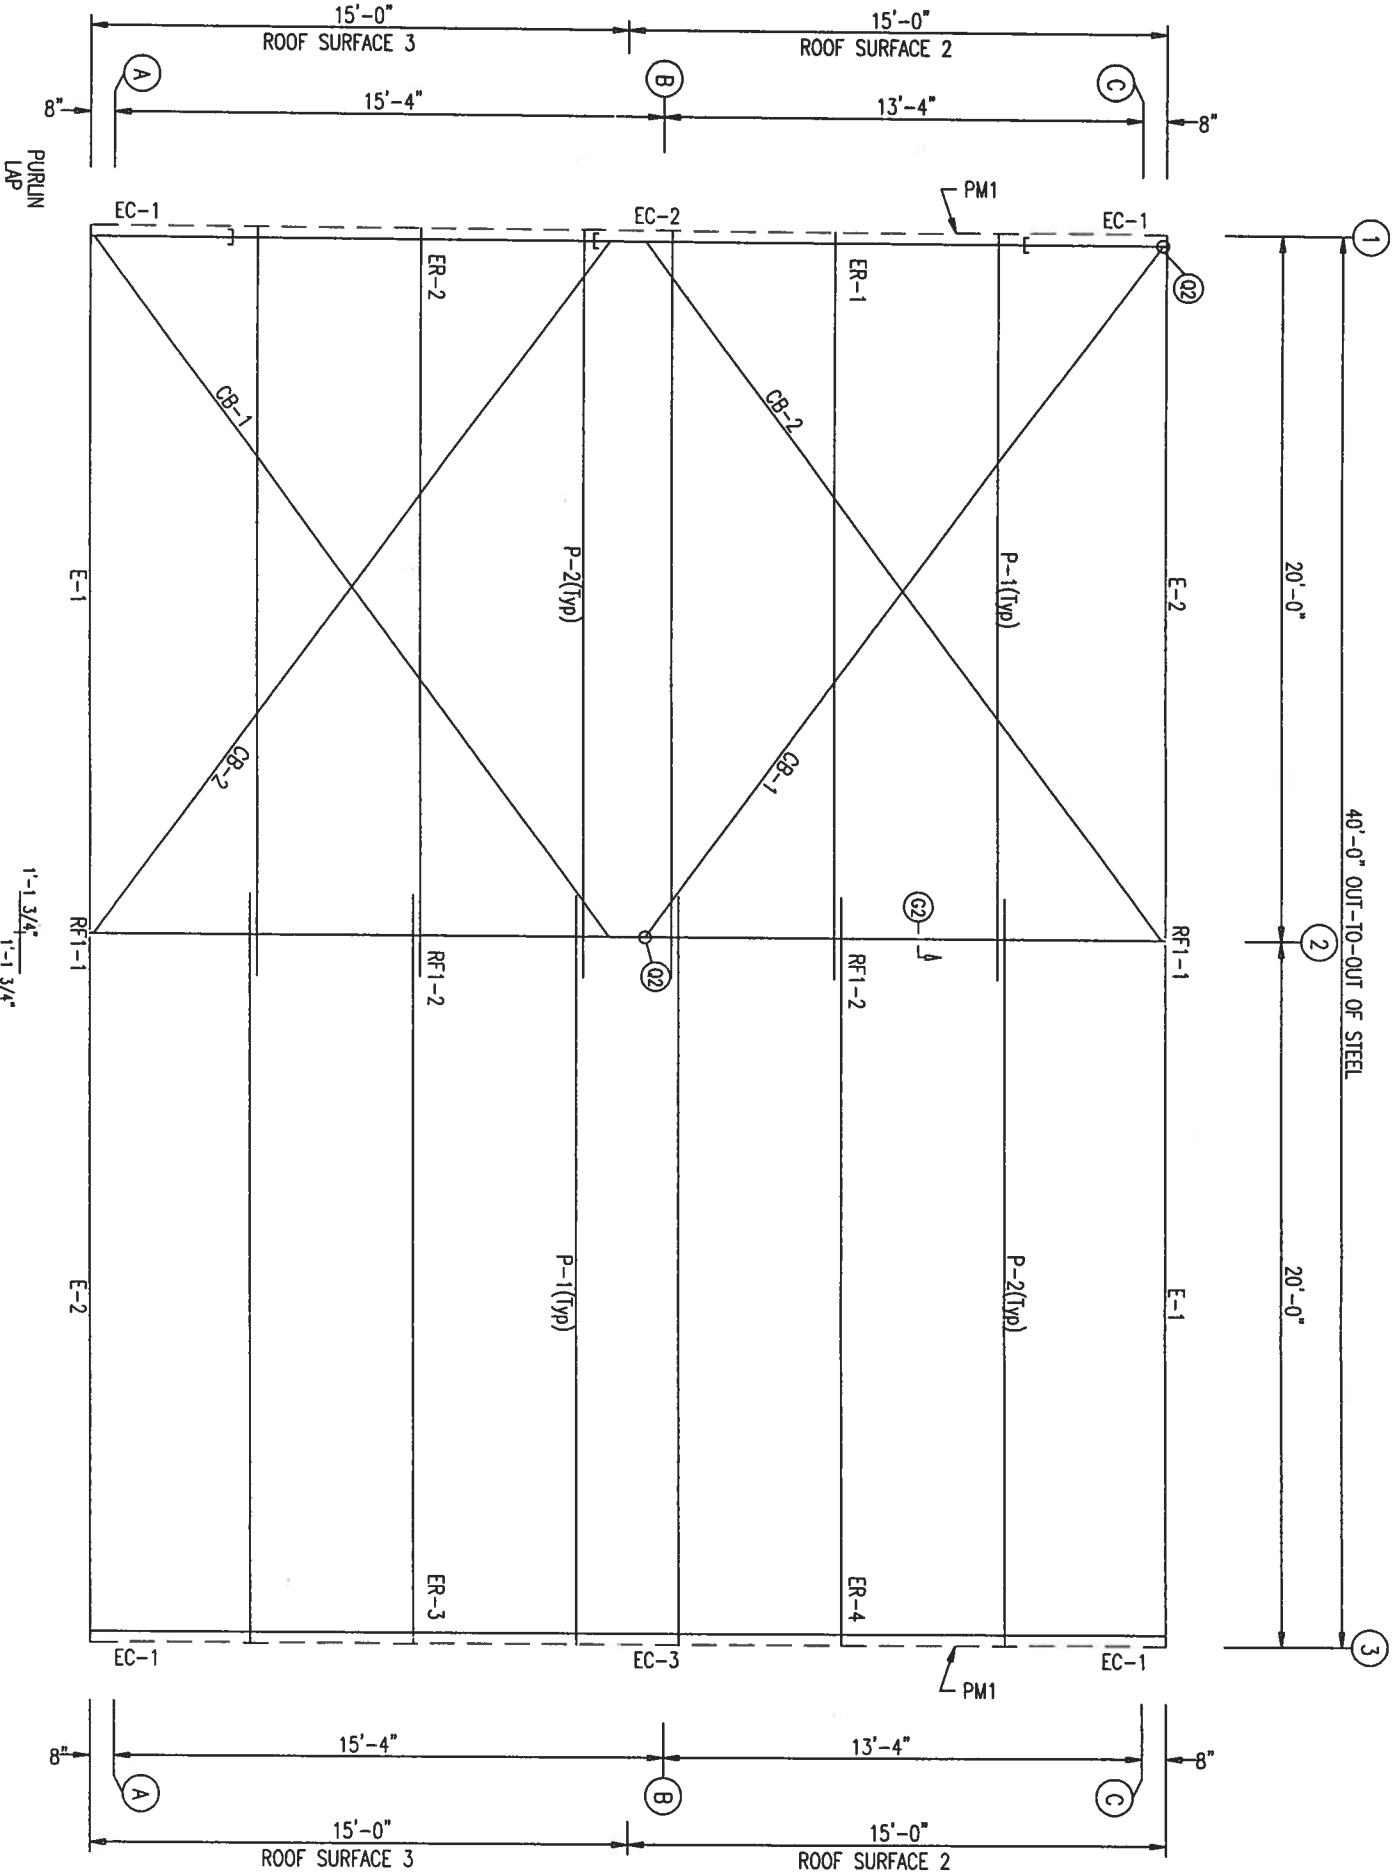 15'-0"
15'-0"
ROOF SURFACE 3
ROOF SURFACE 2
A
B
C
8"
15'-4"
13'-4"
8"
PURLIN
LAP
PM1
EC-1
EC-2
EC-1
1
Q2
ER-2
ER-1
CB-1
CB-2
20'-0"
E-1
P-2(Typ)
P-1(Typ)
E-2
CB-2
CB-1
40'-0" OUT-TO-OUT OF STEEL
1'-1 3/4"
1'-1 3/4"
RF1-1
RF1-2
Q2
RF1-2
G2
RF1-1
2
E-2
P-1(Typ)
P-2(Typ)
E-1
20'-0"
ER-3
ER-4
EC-1
EC-3
EC-1
3
PM1
8"
15'-4"
13'-4"
8"
A
B
C
15'-0"
15'-0"
ROOF SURFACE 3
ROOF SURFACE 2